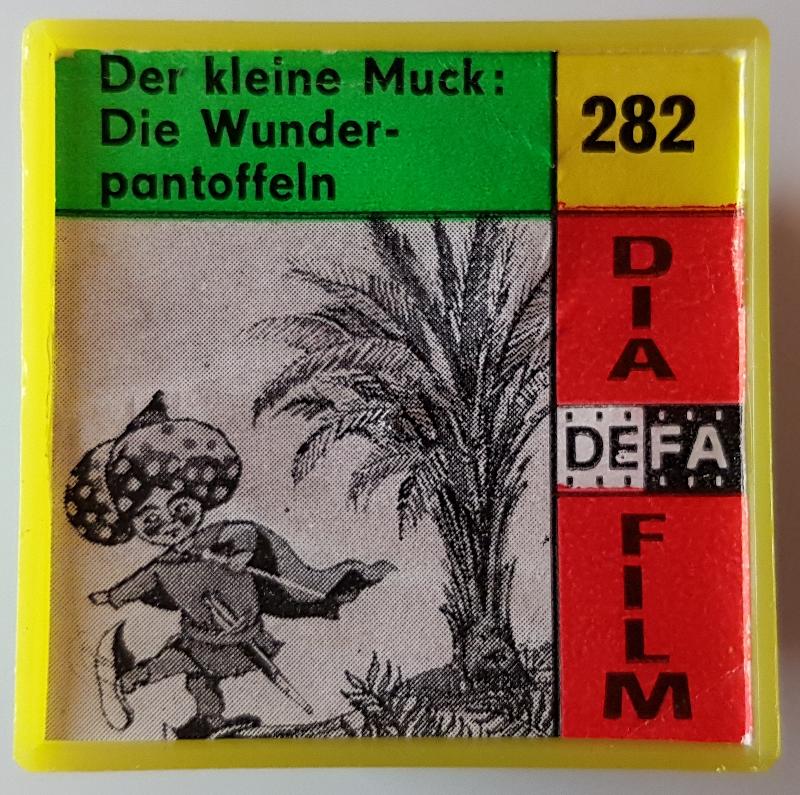 Der kleine Muck:
Die Wunder-
pantoffeln
282
DIA
DEFA
FILM